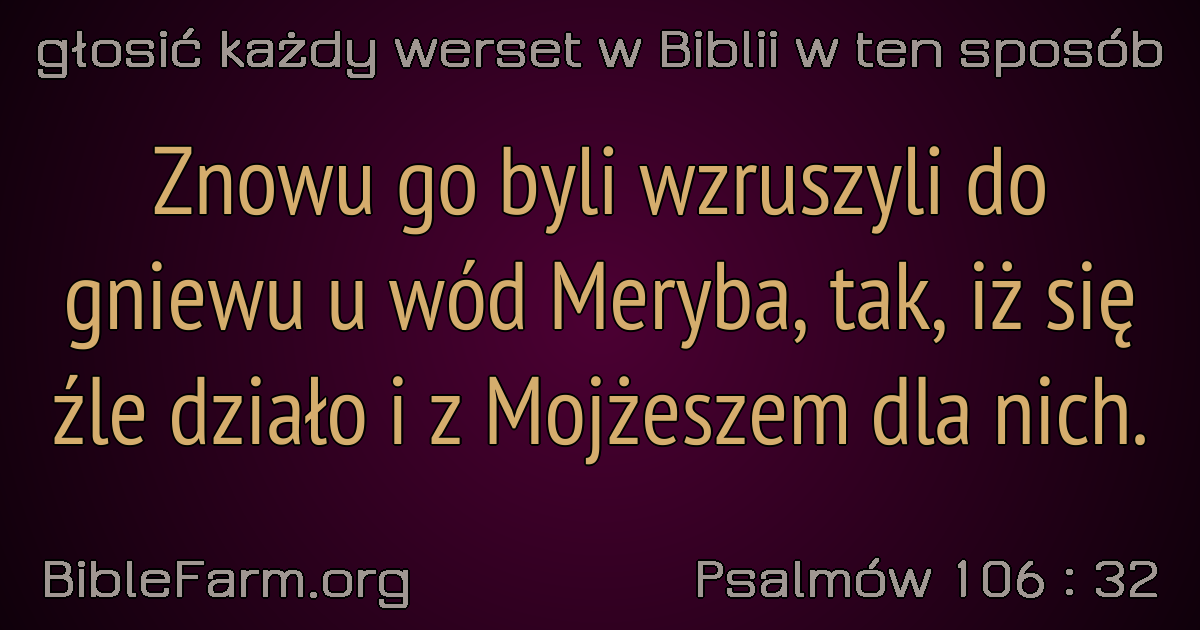 głosić każdy werset w Biblii w ten sposób
Znowu go byli wzruszyli do
gniewu u wód Meryba, tak, iż się
źle działo i z Mojżeszem dla nich.
BibleFarm.org
Psalmów 106 : 32